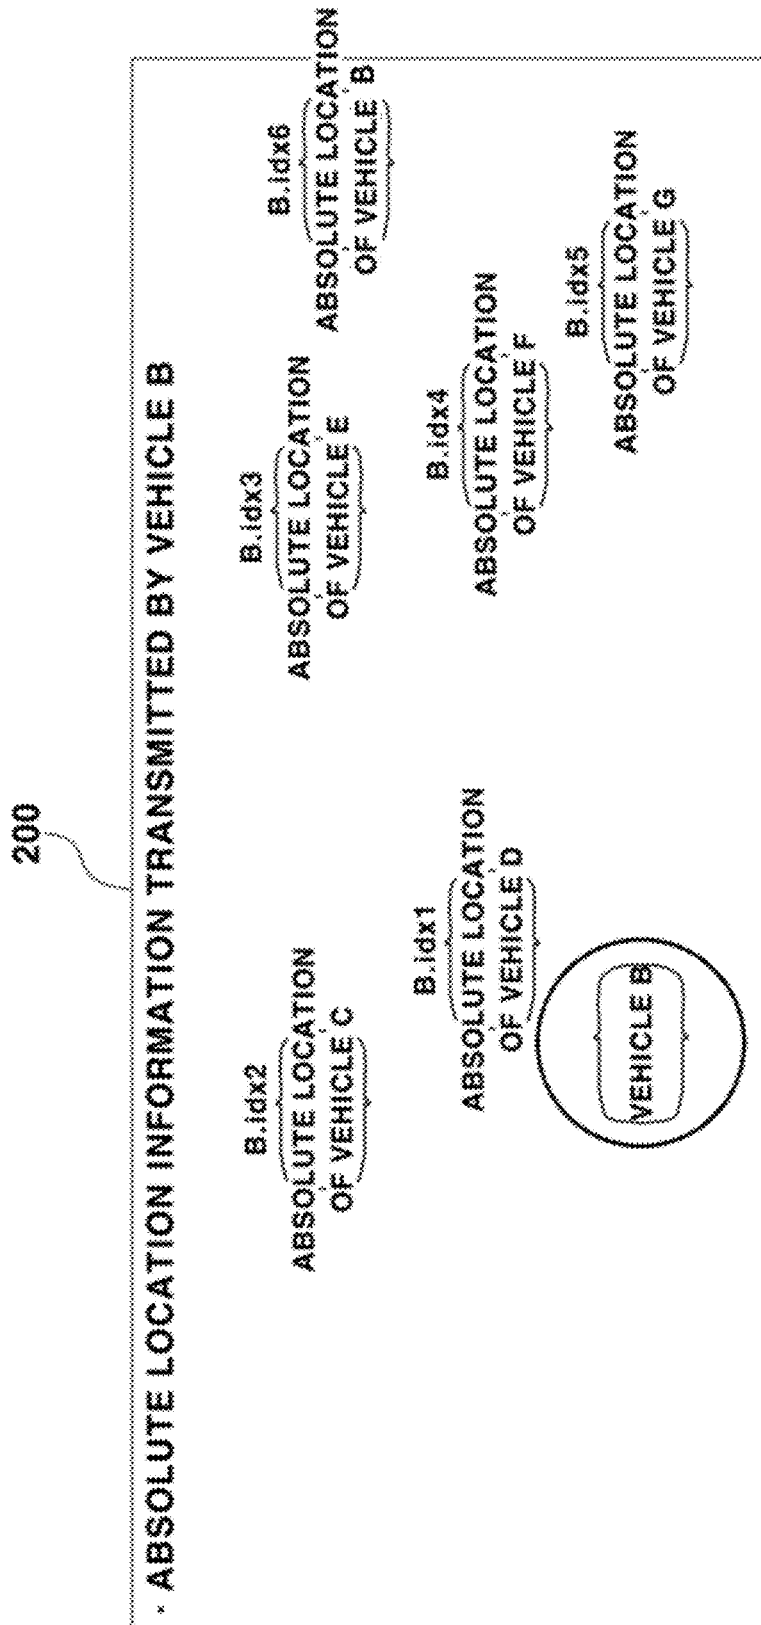 200
· ABSOLUTE LOCATION INFORMATION TRANSMITTED BY VEHICLE B
B.idx2
ABSOLUTE LOCATION
OF VEHICLE C
B.idx3
ABSOLUTE LOCATION
OF VEHICLE E
B.idx6
ABSOLUTE LOCATION
OF VEHICLE B
B.idx1
ABSOLUTE LOCATION
OF VEHICLE D
B.idx4
ABSOLUTE LOCATION
OF VEHICLE F
B.idx5
ABSOLUTE LOCATION
OF VEHICLE G
VEHICLE B